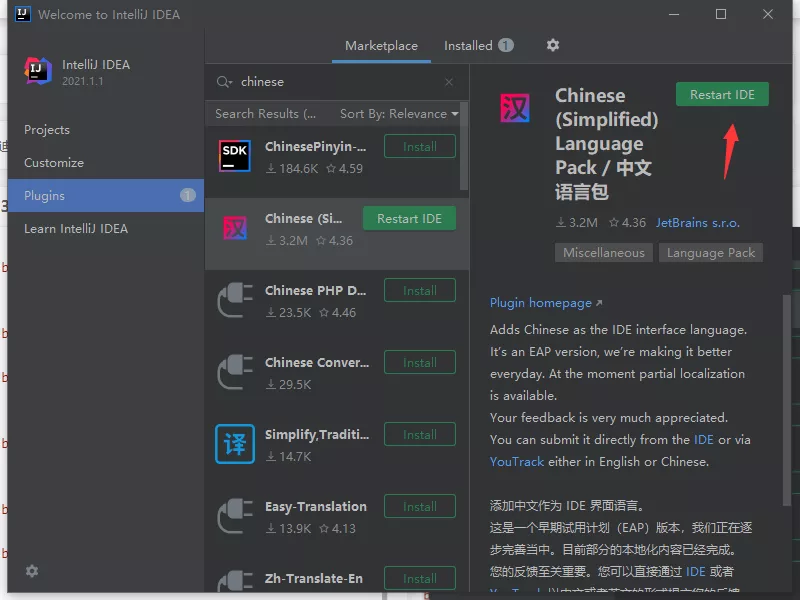 Welcome to IntelliJ IDEA
IntelliJ IDEA
2021.1.1
Projects
Customize
Plugins
1
Learn IntelliJ IDEA
Marketplace
Installed 1
chinese
Search Results (...
Sort By: Relevance
SDK
ChinesePinyin-...
Install
184.6K 4.59
汉
Chinese (Si...
Restart IDE
3.2M 4.36
Chinese PHP D...
Install
23.5K 4.46
Chinese Conver...
Install
29.5K
译
Simplify,Traditi...
Install
14.7K
Easy-Translation
Install
13.9K 4.13
Zh-Translate-En
Install
汉
Chinese
(Simplified)
Language
Pack / 中文
语言包
Restart IDE
3.2M 4.36 JetBrains s.r.o.
Miscellaneous Language Pack
Plugin homepage
Adds Chinese as the IDE interface language.
It's an EAP version, we're making it better
everyday. At the moment partial localization
is available.
Your feedback is very much appreciated.
You can submit it directly from the IDE or via
YouTrack either in English or Chinese.
添加中文作为 IDE 界面语言。
这是一个早期试用计划（EAP）版本，我们正在逐
步完善当中。目前部分的本地化内容已经完成。
您的反馈至关重要。您可以直接通过 IDE 或者